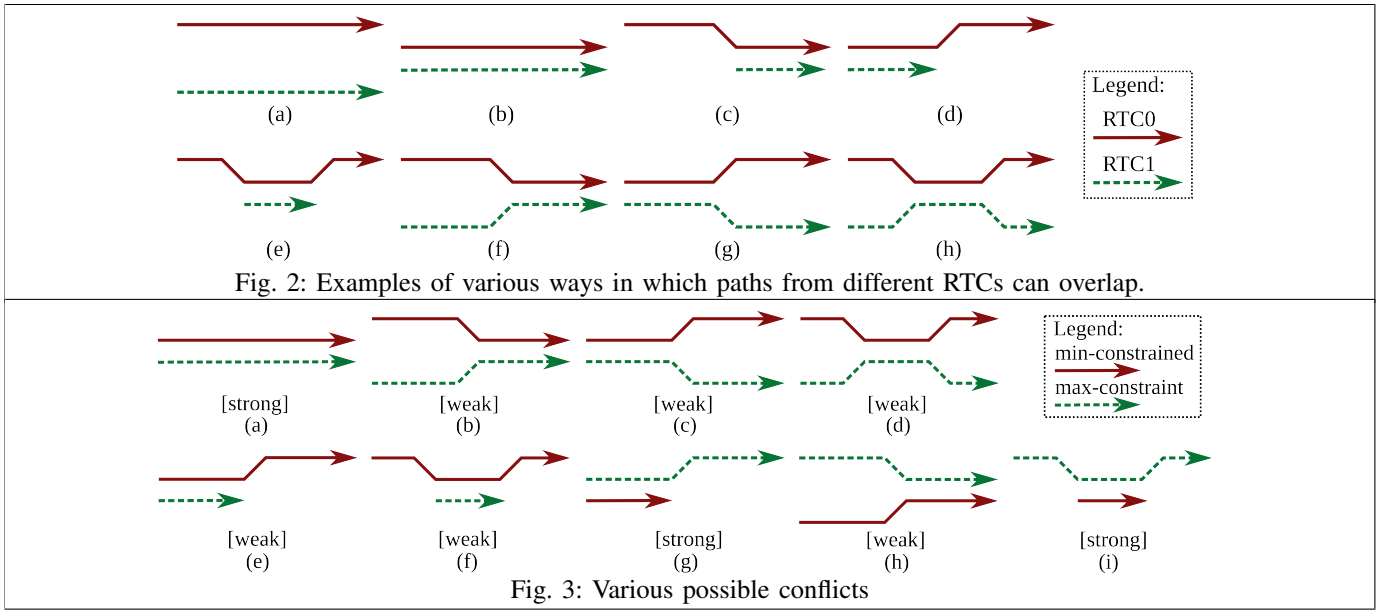 (a) (b) (c) (d)
Legend:
RTC0
RTC1
(e) (f) (g) (h)
Fig. 2: Examples of various ways in which paths from different RTCs can overlap.
Legend:
min-constrained
max-constraint
[strong] [weak] [weak] [weak]
(a) (b) (c) (d)
[weak] [weak] [strong] [weak] [strong]
(e) (f) (g) (h) (i)
Fig. 3: Various possible conflicts